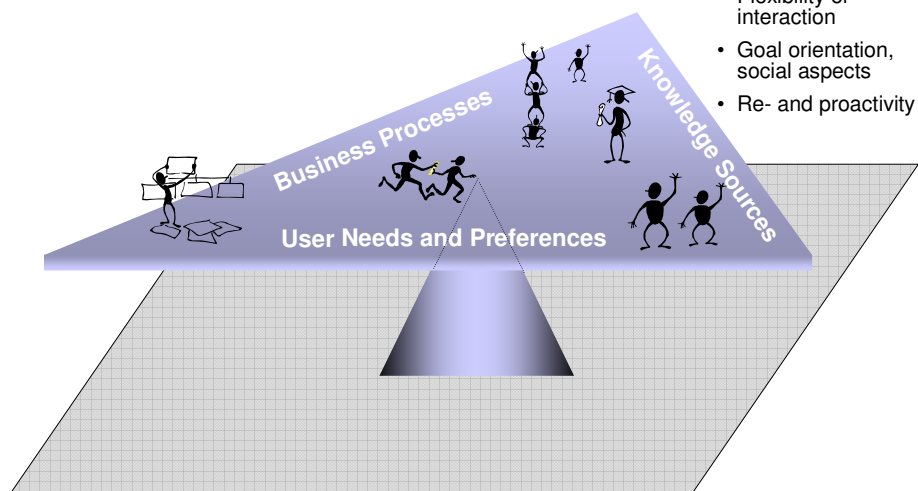 interaction
• Goal orientation,
social aspects
• Re- and proactivity
Business Processes
Knowledge Sources
User Needs and Preferences